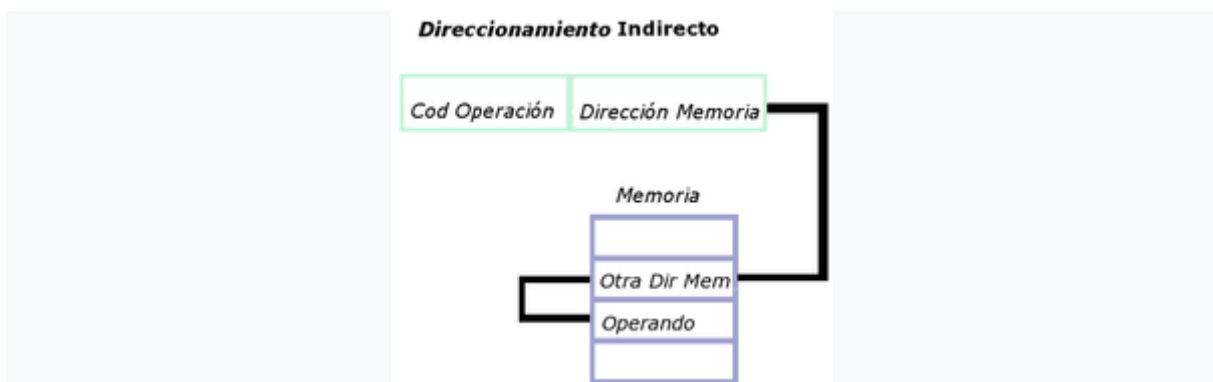 Direccionamiento Indirecto
Cod Operación Dirección Memoria
Memoria
Otra Dir Mem
Operando